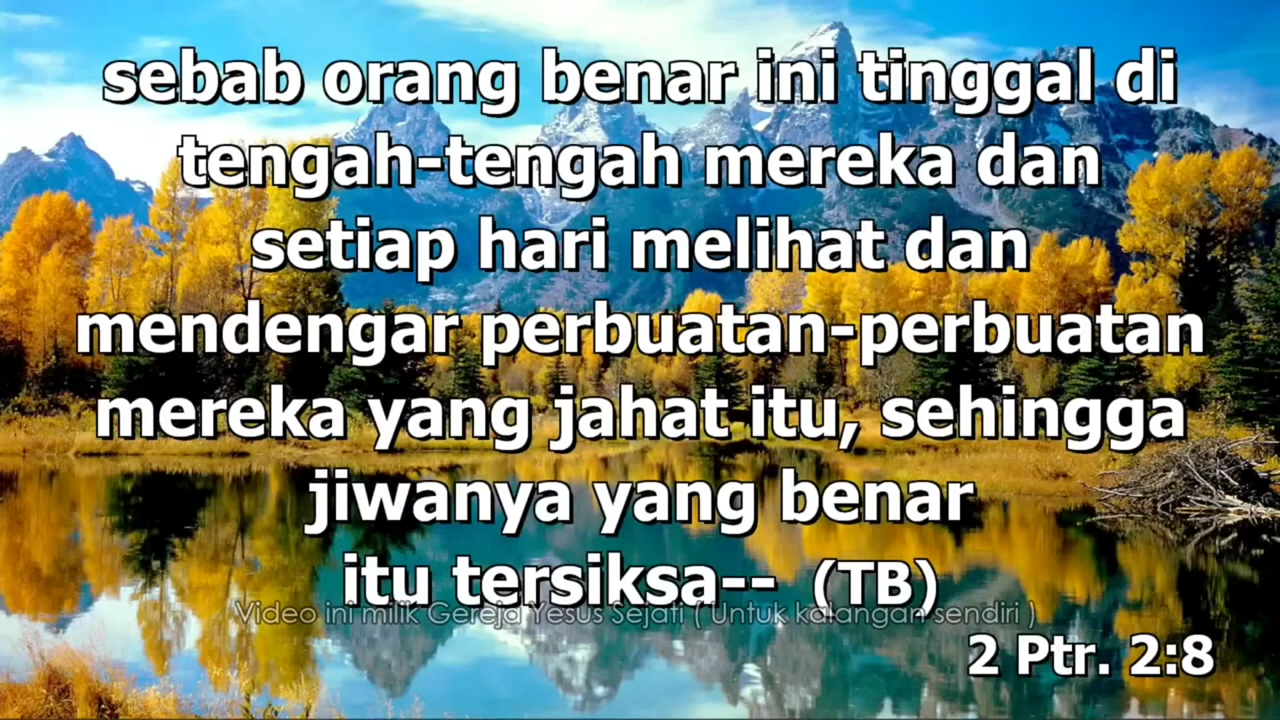 sebab orang benar ini tinggal di
tengah-tengah mereka dan
setiap hari melihat dan
mendengar perbuatan-perbuatan
mereka yang jahat itu, sehingga
jiwanya yang benar
itu tersiksa-- (TB)
Video ini milik Gereja Yesus Sejati ( Untuk kalangan sendiri )
2 Ptr. 2:8